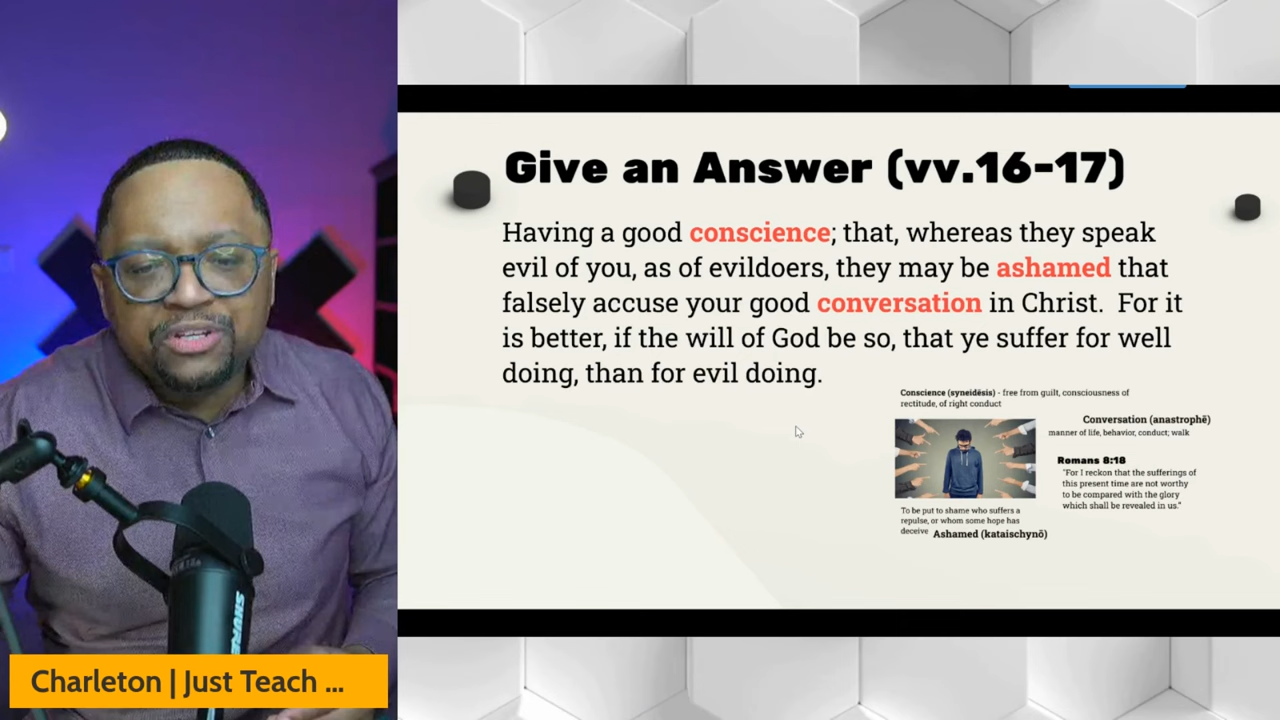 Give an Answer (vv.16-17)
Having a good conscience; that, whereas they speak
evil of you, as of evildoers, they may be ashamed that
falsely accuse your good conversation in Christ. For it
is better, if the will of God be so, that ye suffer for well
doing, than for evil doing.
Conscience (syneidēsis) - free from guilt, consciousness of
rectitude, of right conduct
Conversation (anastrophē)
manner of life, behavior, conduct; walk
Romans 8:18
"For I reckon that the sufferings of
this present time are not worthy
to be compared with the glory
which shall be revealed in us."
To be put to shame who suffers a
repulse, or whom some hope has
deceive
Ashamed (kataischynō)
SHURE
Charleton | Just Teach ...